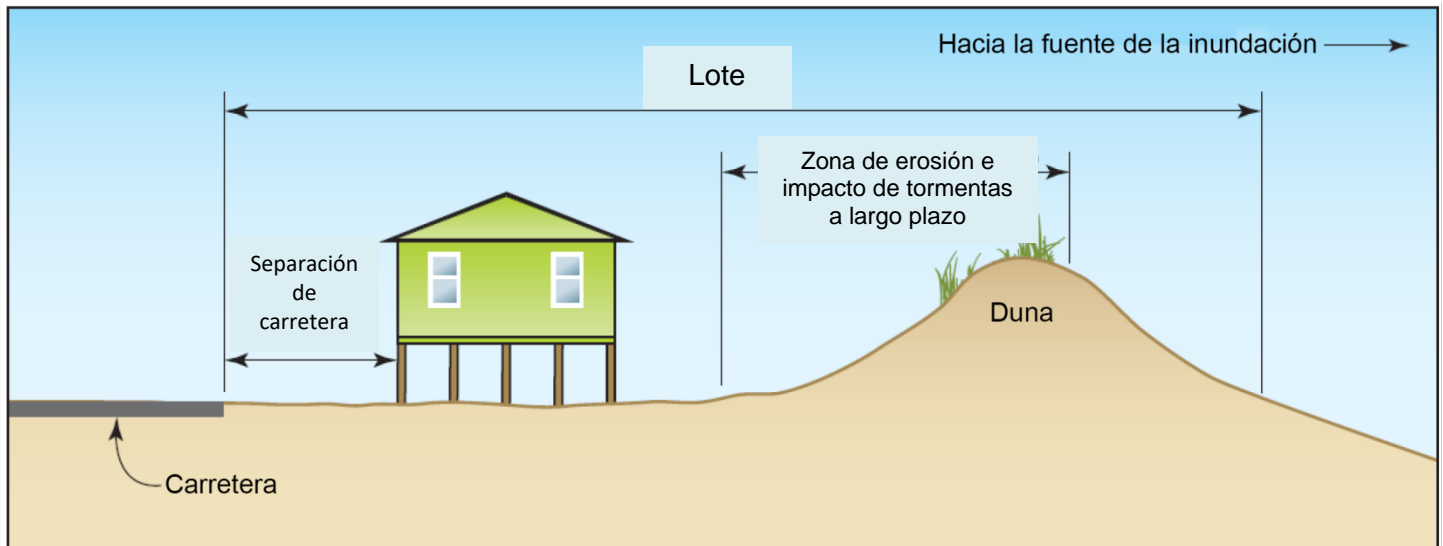 Hacia la fuente de la inundación
Lote
Zona de erosión e
impacto de tormentas
a largo plazo
Separación
de
carretera
Duna
Carretera